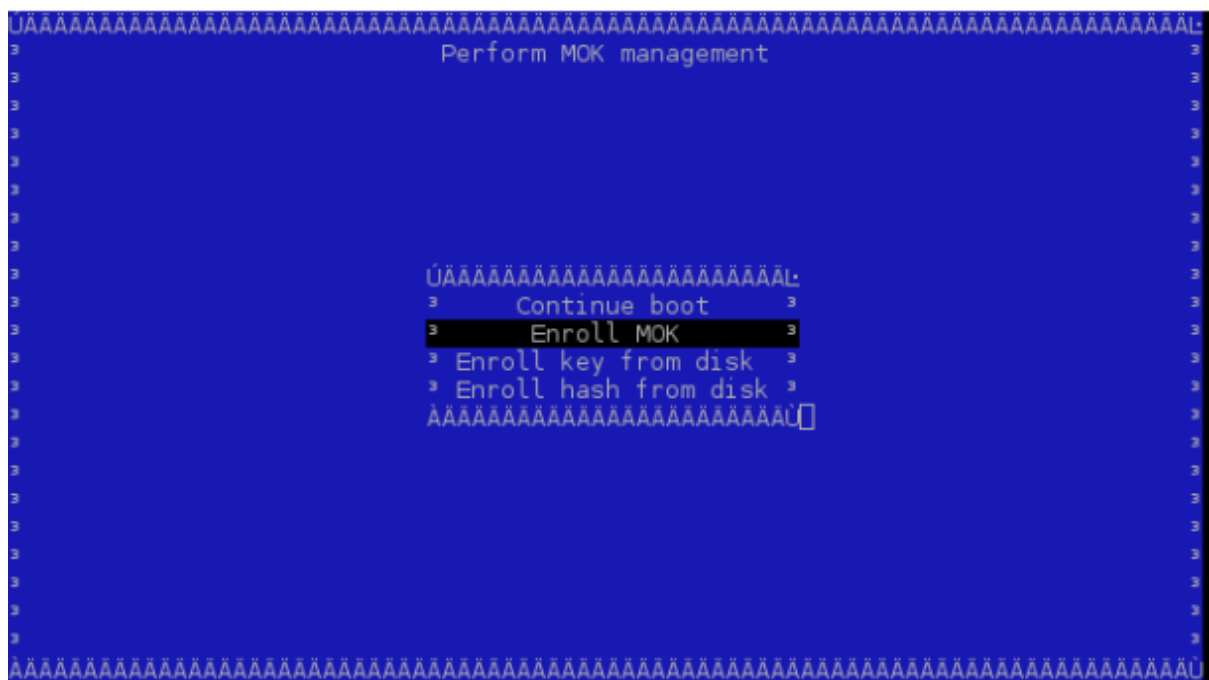 Perform MOK management
Continue boot
Enroll MOK
Enroll key from disk
Enroll hash from disk